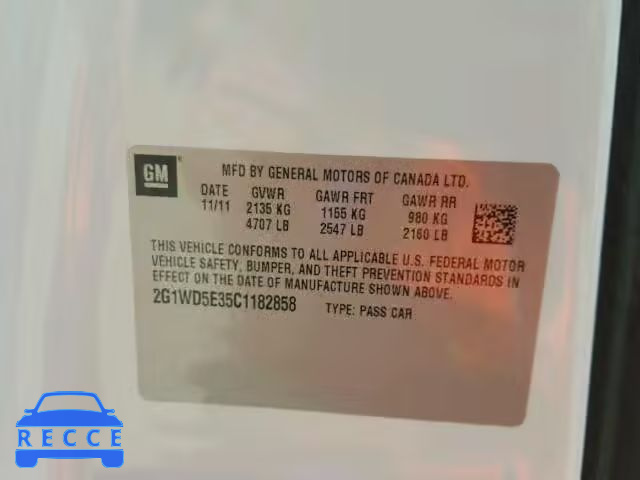 GM
MFD BY GENERAL MOTORS OF CANADA LTD.
DATE GVWR GAWR FRT GAWR RR
11/11 2135 KG 1155 KG 980 KG
4707 LB 2547 LB 2160 LB
THIS VEHICLE CONFORMS TO ALL APPLICABLE U.S. FEDERAL MOTOR
VEHICLE SAFETY, BUMPER, AND THEFT PREVENTION STANDARDS IN
EFFECT ON THE DATE OF MANUFACTURE SHOWN ABOVE.
2G1WD5E35C1182858 TYPE: PASS CAR
RECCE